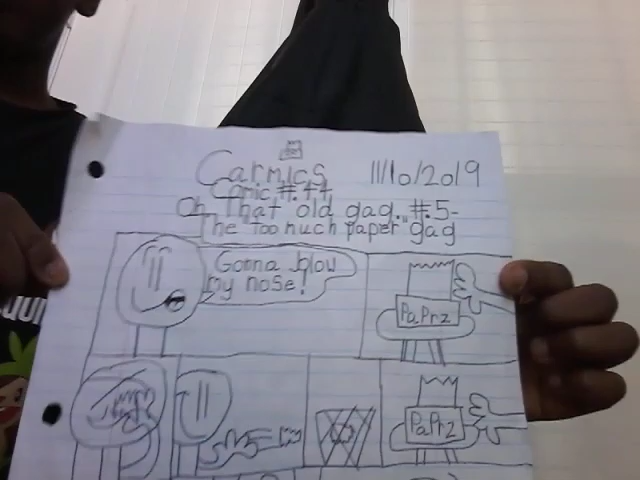 Carmics
11/10/2019
Comic #.44
Oh That old gag. #.5-
The too much paper gag
Gonna blow
my nose!
PaPrz
PaPrz